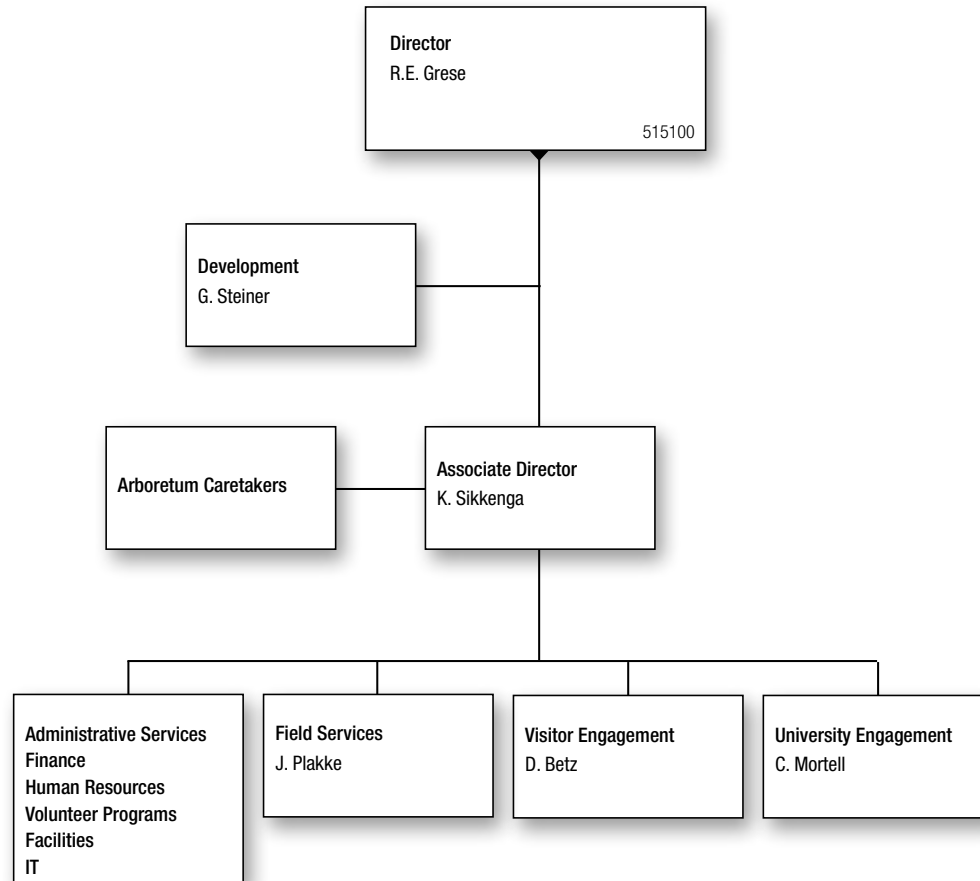 Director
R.E. Grese
515100
Development
G. Steiner
Arboretum Caretakers
Associate Director
K. Sikkenga
Administrative Services
Finance
Human Resources
Volunteer Programs
Facilities
IT
Field Services
J. Plakke
Visitor Engagement
D. Betz
University Engagement
C. Mortell